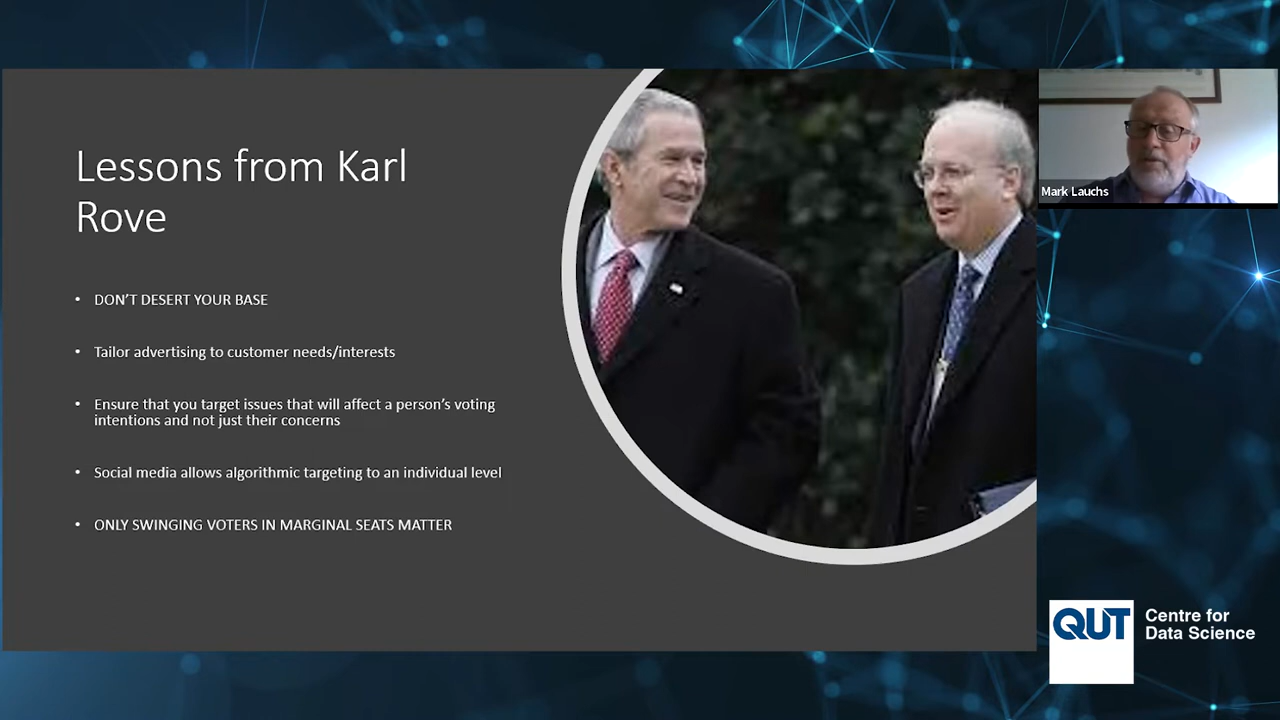 Lessons from Karl
Rove
• DON'T DESERT YOUR BASE
• Tailor advertising to customer needs/interests
• Ensure that you target issues that will affect a person's voting
intentions and not just their concerns
• Social media allows algorithmic targeting to an individual level
• ONLY SWINGING VOTERS IN MARGINAL SEATS MATTER
Mark Lauchs
QUT
Centre for
Data Science